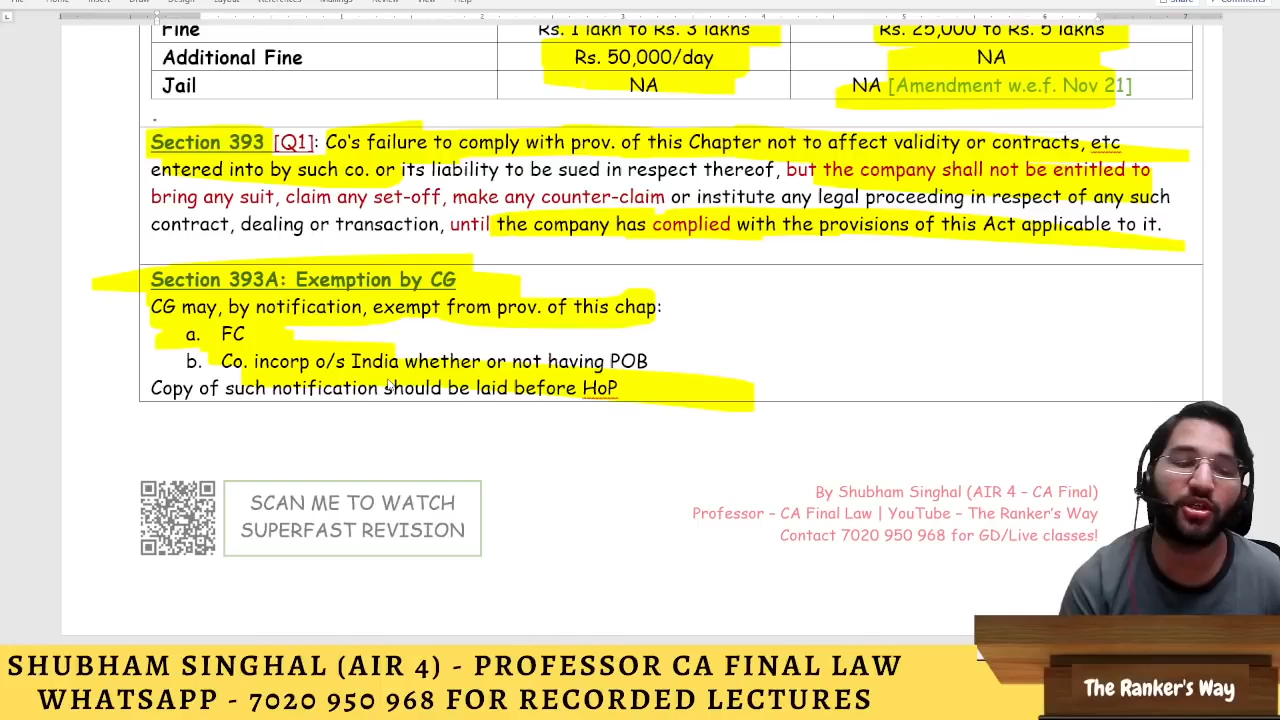 Fine Rs. 1 lakh to Rs. 3 lakhs Rs. 25,000 to Rs. 5 lakhs
Additional Fine Rs. 50,000/day NA
Jail NA NA [Amendment w.e.f. Nov 21]
Section 393 [Q1]: Co's failure to comply with prov. of this Chapter not to affect validity or contracts, etc
entered into by such co. or its liability to be sued in respect thereof, but the company shall not be entitled to
bring any suit, claim any set-off, make any counter-claim or institute any legal proceeding in respect of any such
contract, dealing or transaction, until the company has complied with the provisions of this Act applicable to it.
Section 393A: Exemption by CG
CG may, by notification, exempt from prov. of this chap:
a. FC
b. Co. incorp o/s India whether or not having POB
Copy of such notification should be laid before HoP
SCAN ME TO WATCH
SUPERFAST REVISION
By Shubham Singhal (AIR 4 – CA Final)
Professor – CA Final Law | YouTube – The Ranker's Way
Contact 7020 950 968 for GD/Live classes!
SHUBHAM SINGHAL (AIR 4) - PROFESSOR CA FINAL LAW
WHATSAPP - 7020 950 968 FOR RECORDED LECTURES
The Ranker's Way